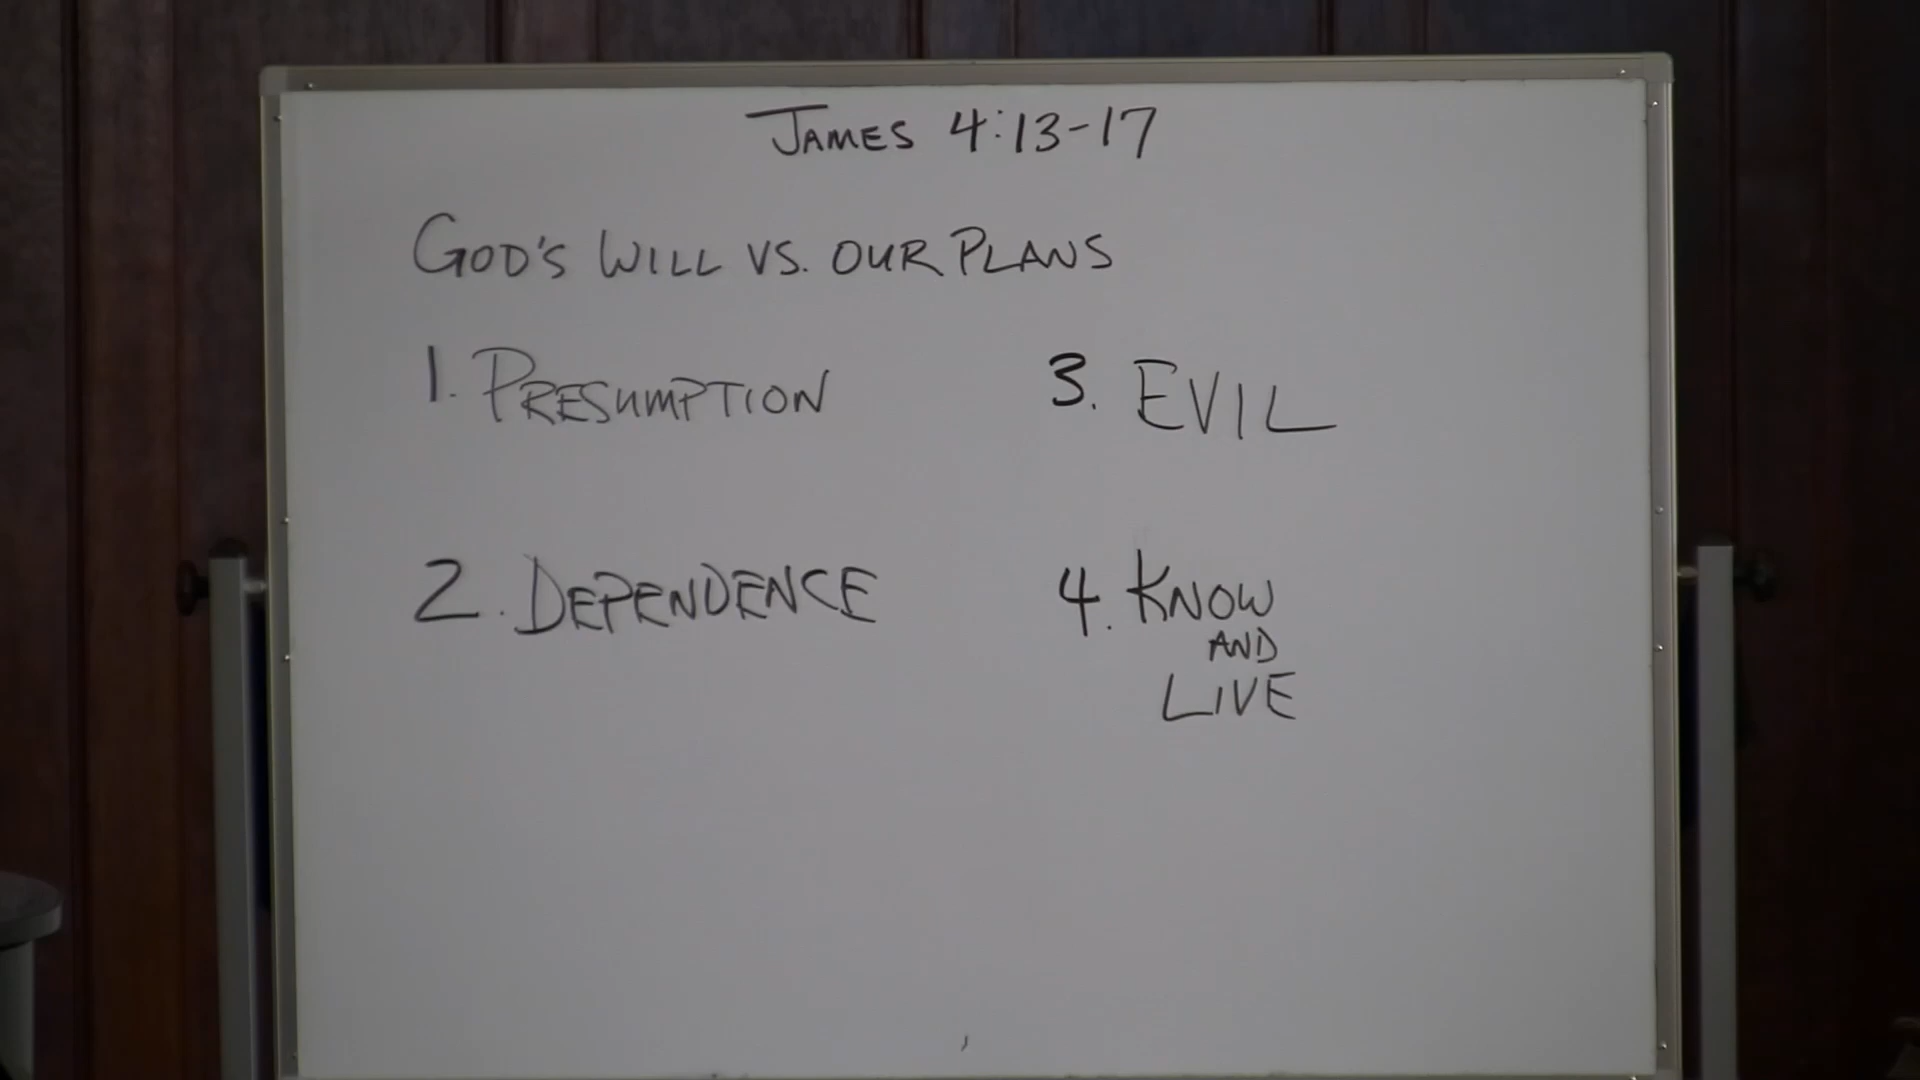 James 4:13-17
God's Will vs. Our Plans
1. Presumption
2. Dependence
3. Evil
4. Know
and
Live